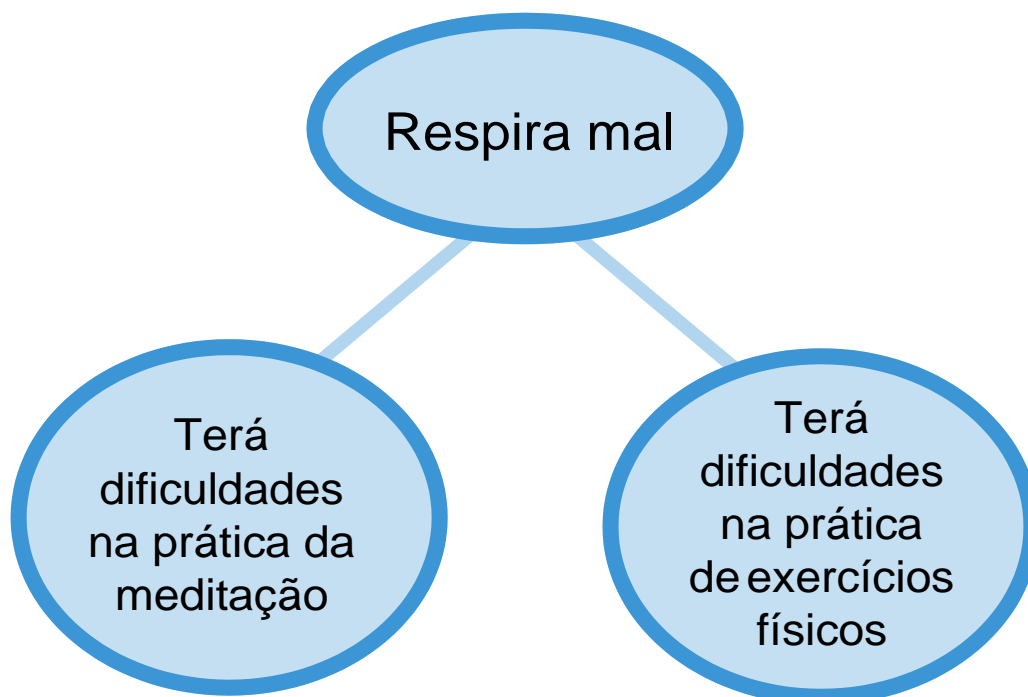 Respira mal
Terá
dificuldades
na prática da
meditação
Terá
dificuldades
na prática
de exercícios
físicos